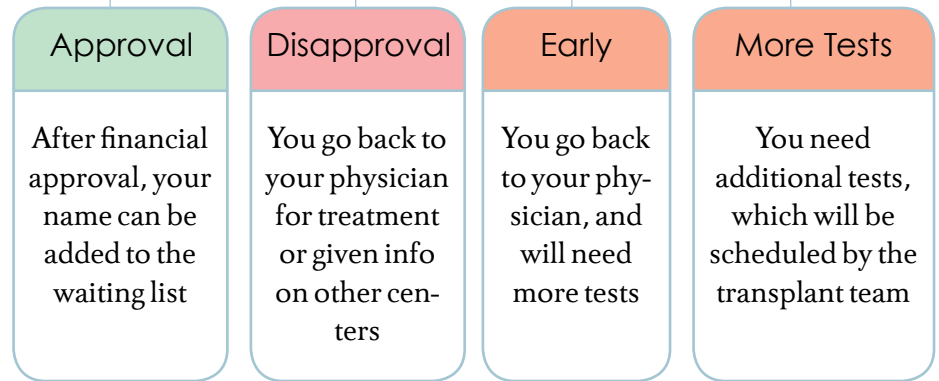 Approval
After financial
approval, your
name can be
added to the
waiting list
Disapproval
You go back to
your physician
for treatment
or given info
on other cen-
ters
Early
You go back
to your phy-
sician, and
will need
more tests
More Tests
You need
additional tests,
which will be
scheduled by the
transplant team